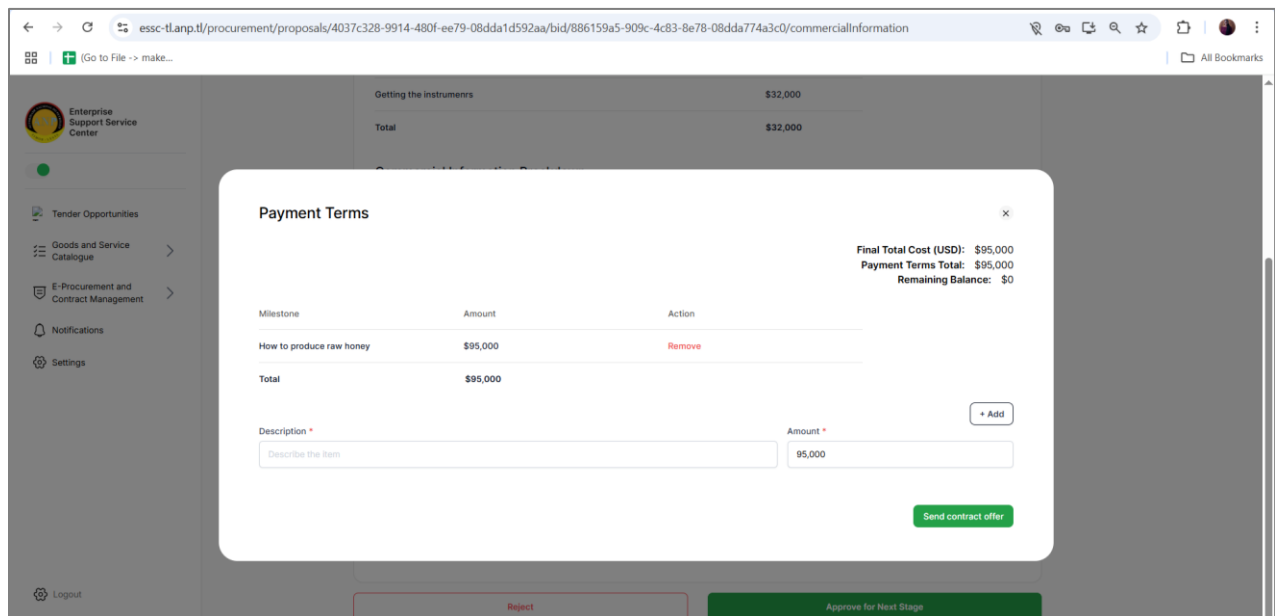 essc-tl.anp.tl/procurement/proposals/4037c328-9914-480f-ee79-08dda1d592aa/bid/886159a5-909c-4c83-8e78-08dda774a3c0/commercialInformation
(Go to File -> make...
All Bookmarks
Enterprise
Support Service
Center
Tender Opportunities
Goods and Service
Catalogue
E-Procurement and
Contract Management
Notifications
Settings
Logout
Getting the instrumenrs $32,000
Total $32,000
Payment Terms
Final Total Cost (USD): $95,000
Payment Terms Total: $95,000
Remaining Balance: $0
Milestone Amount Action
How to produce raw honey $95,000 Remove
Total $95,000
+ Add
Description * Amount *
Describe the item 95,000
Send contract offer
Reject Approve for Next Stage